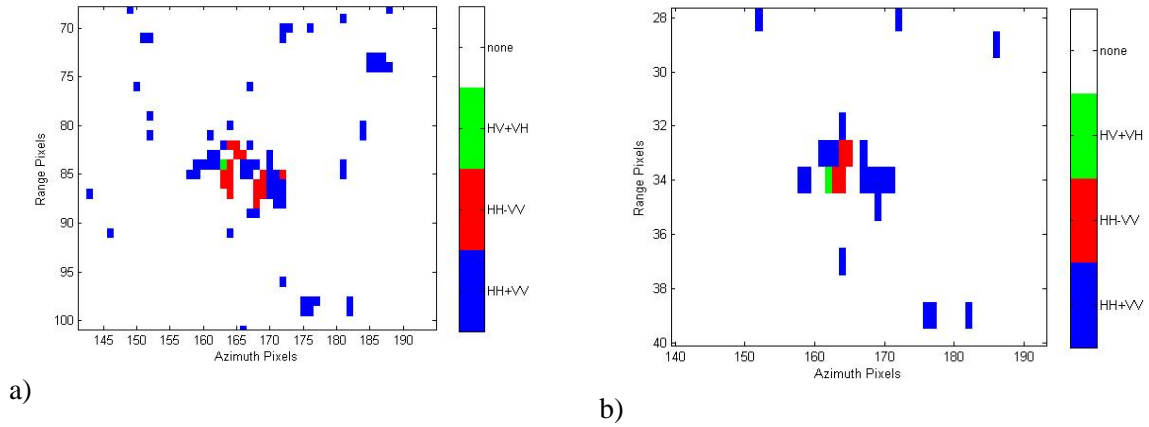 70
75
80
85
90
95
100
Range Pixels
145 150 155 160 165 170 175 180 185 190
Azimuth Pixels
none
HV+VH
HH-VV
HH+VV
a)
28
30
32
34
36
38
40
Range Pixels
140 150 160 170 180 190
Azimuth Pixels
none
HV+VH
HH-VV
HH+VV
b)